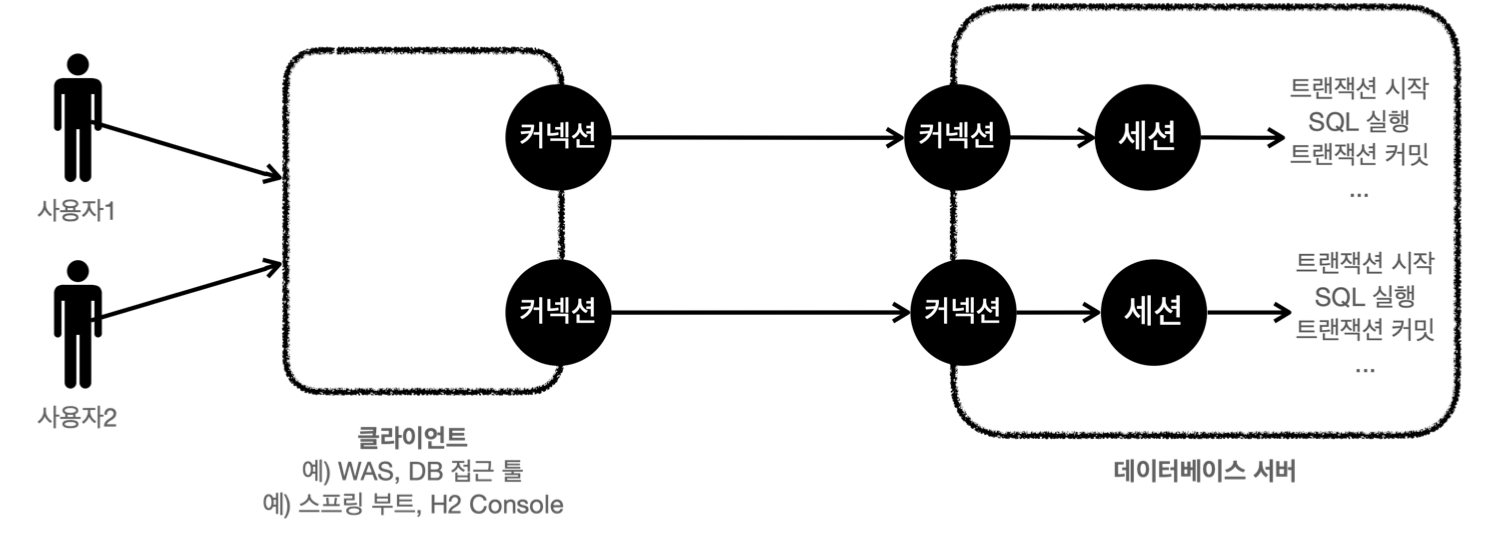 사용자1
사용자2
커넥션
커넥션
클라이언트
예) WAS, DB 접근 툴
예) 스프링 부트, H2 Console
커넥션
세션
트랜잭션 시작
SQL 실행
트랜잭션 커밋
...
커넥션
세션
트랜잭션 시작
SQL 실행
트랜잭션 커밋
...
데이터베이스 서버